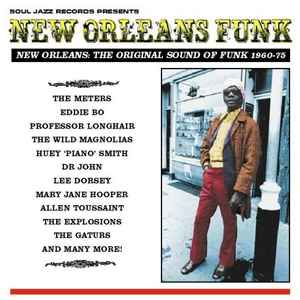 SOUL JAZZ RECORDS PRESENTS
NEW ORLEANS FUNK
NEW ORLEANS: THE ORIGINAL SOUND OF FUNK 1960-75
THE METERS
EDDIE BO
PROFESSOR LONGHAIR
THE WILD MAGNOLIAS
HUEY 'PIANO' SMITH
DR JOHN
LEE DORSEY
MARY JANE HOOPER
ALLEN TOUSSAINT
THE EXPLOSIONS
THE GATURS
AND MANY MORE!